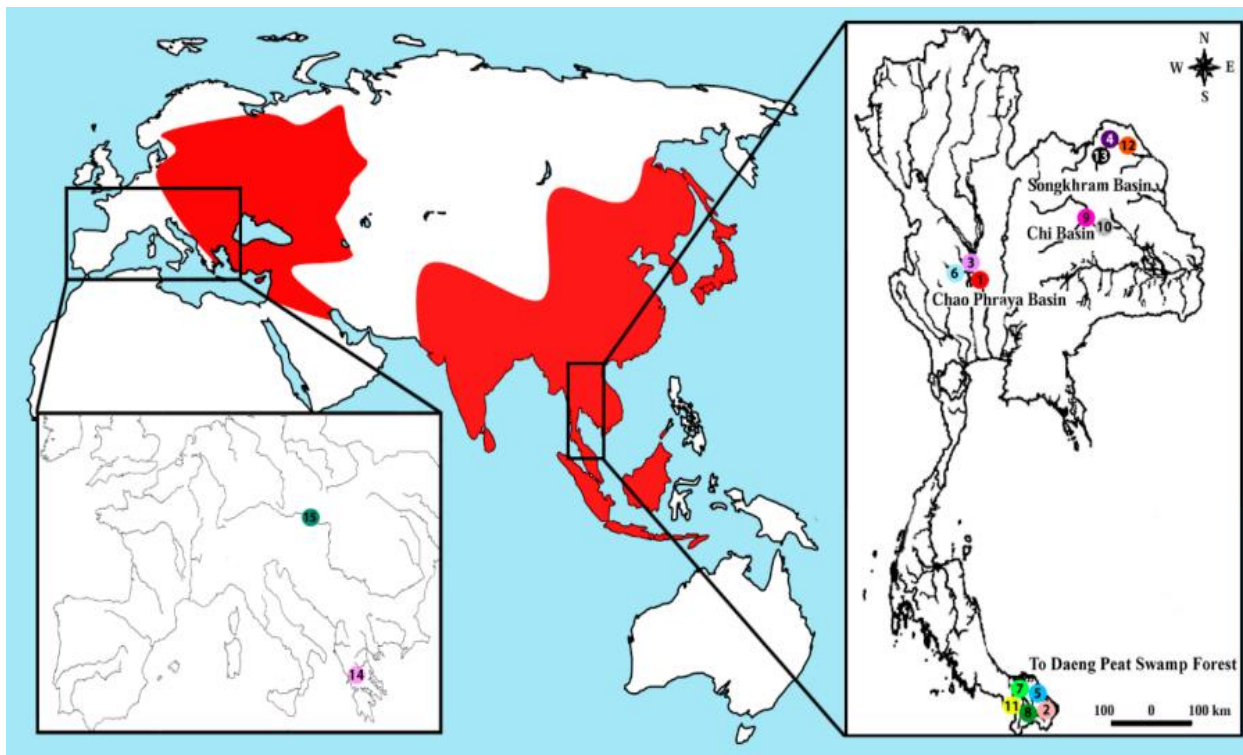 N
W E
S
4
12
13
Songkhram Basin
9
Chi Basin
10
3
6
1
Chao Phraya Basin
15
14
To Daeng Peat Swamp Forest
7
5
11
8
2
100 0 100 km